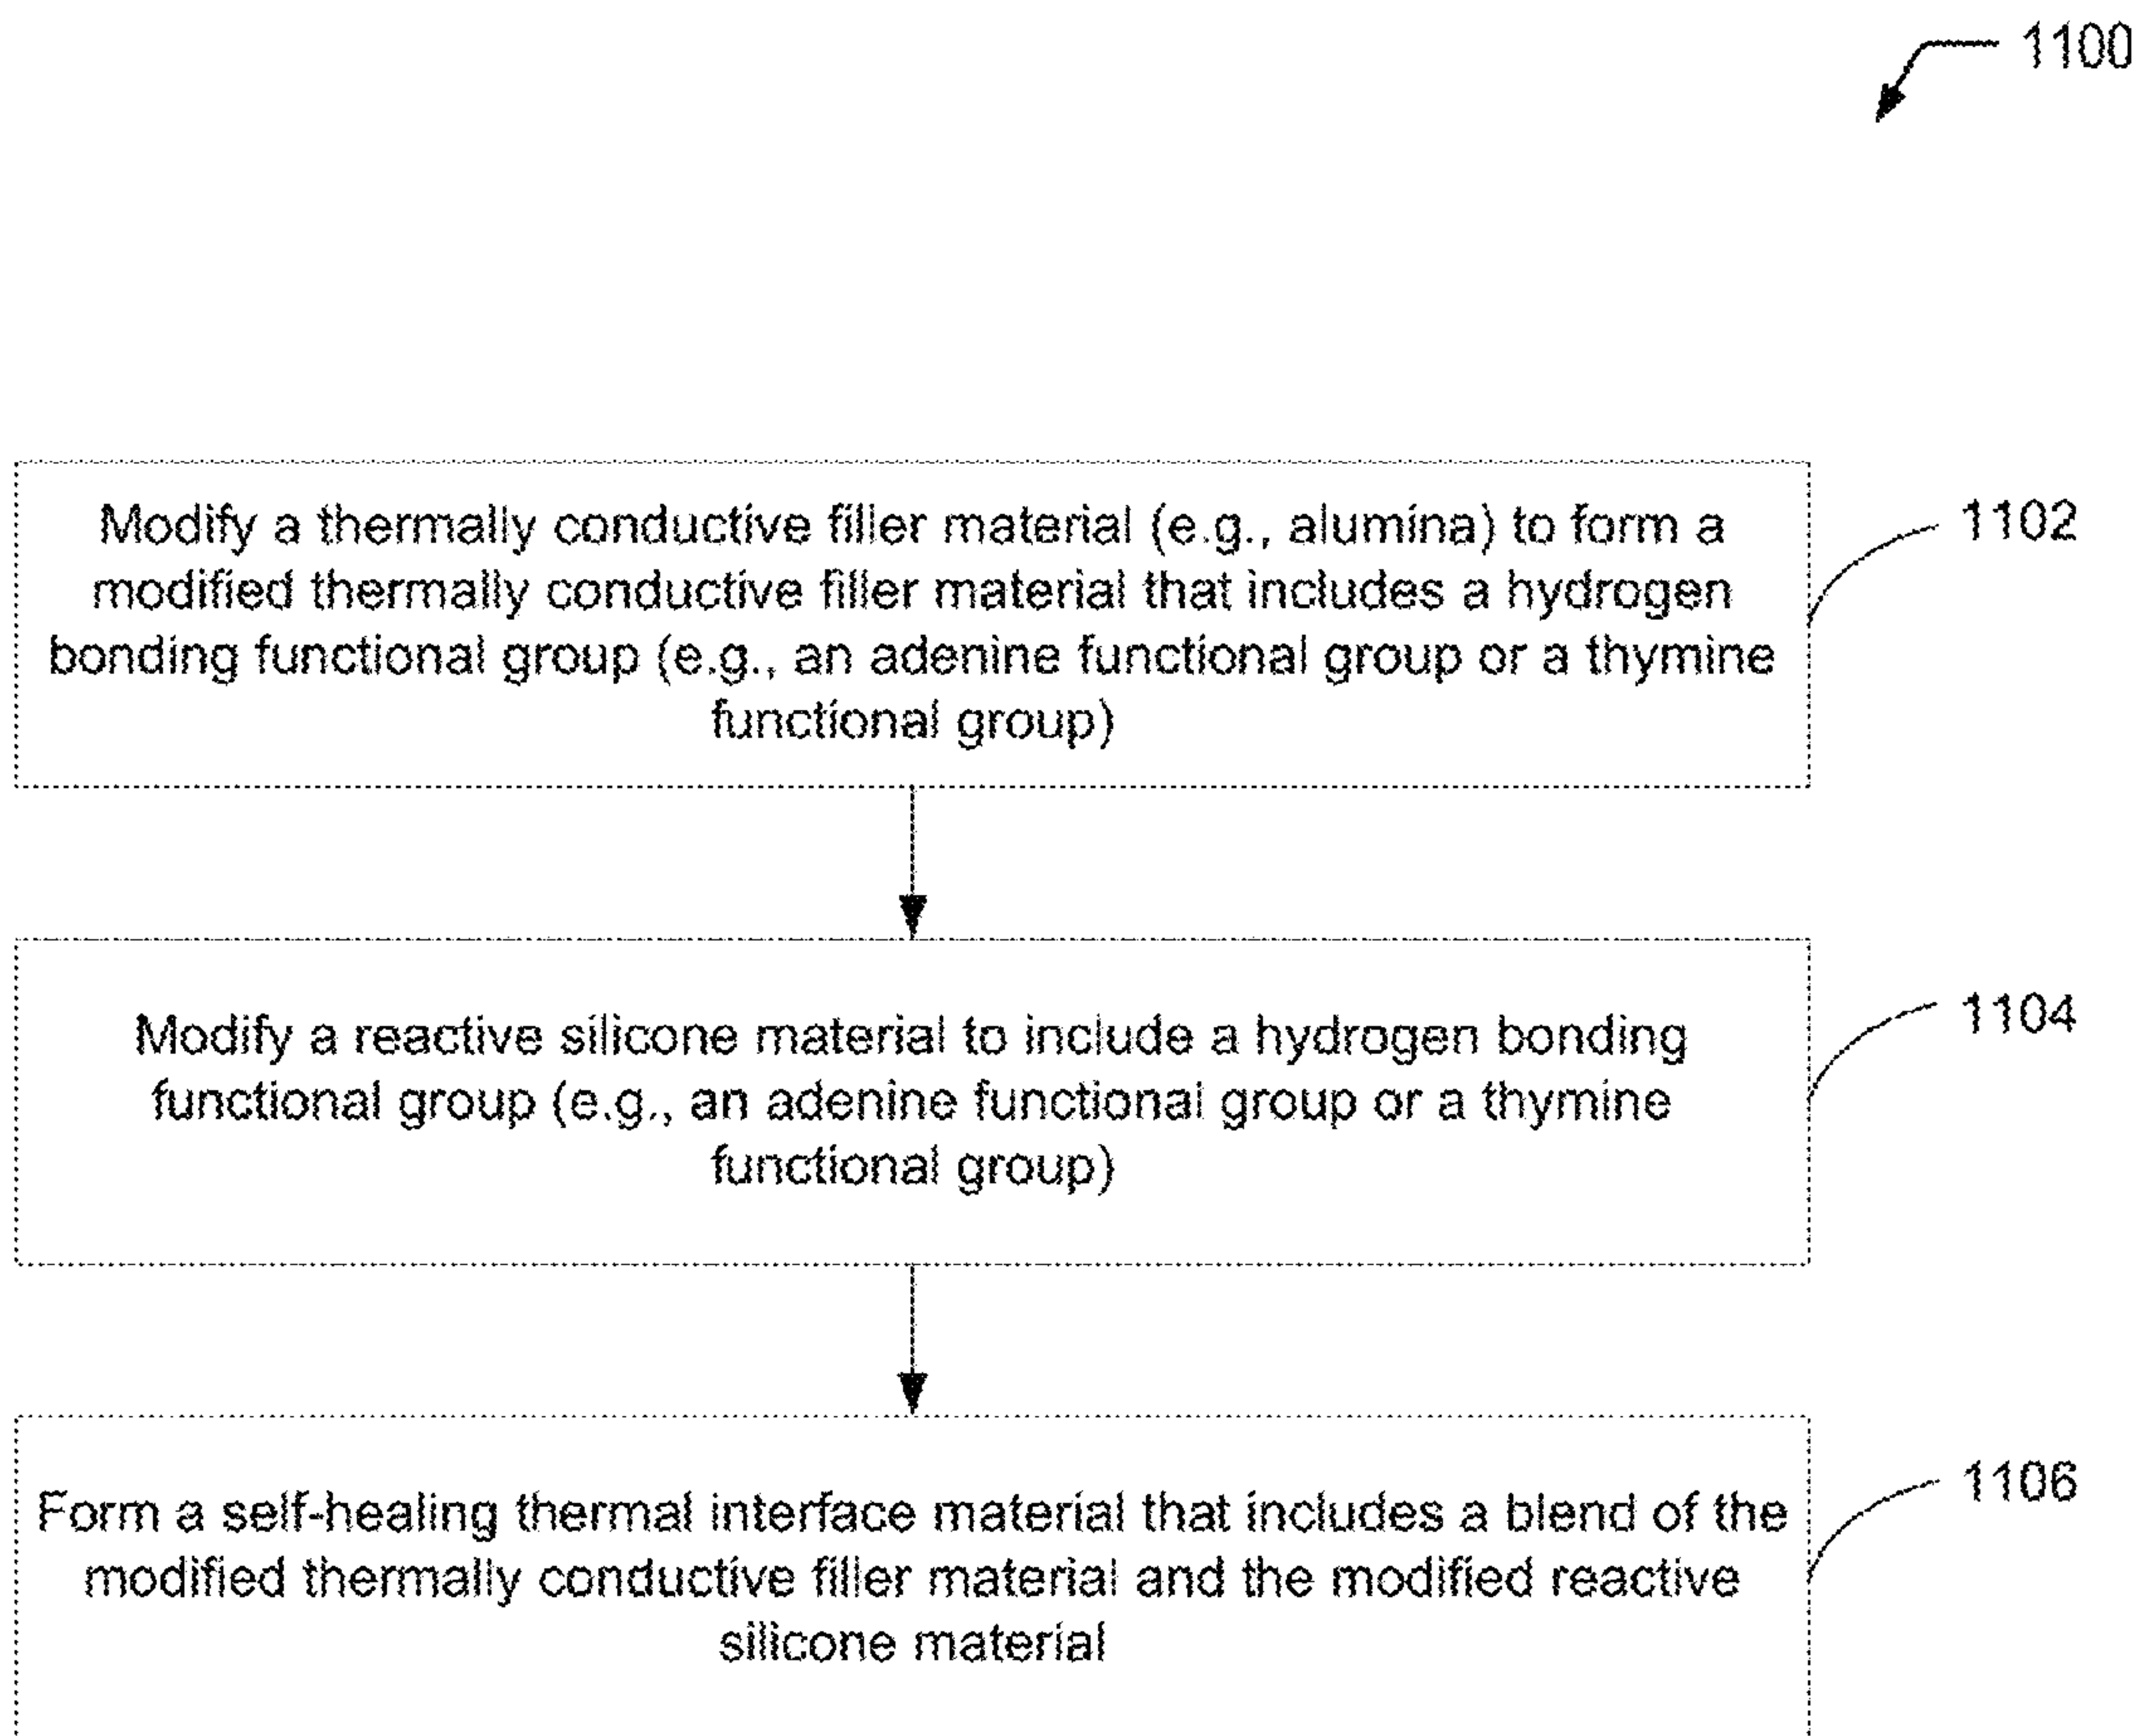 1100
Modify a thermally conductive filler material (e.g., alumina) to form a
modified thermally conductive filler material that includes a hydrogen
bonding functional group (e.g., an adenine functional group or a thymine
functional group)
1102
Modify a reactive silicone material to include a hydrogen bonding
functional group (e.g., an adenine functional group or a thymine
functional group)
1104
Form a self-healing thermal interface material that includes a blend of the
modified thermally conductive filler material and the modified reactive
silicone material
1106